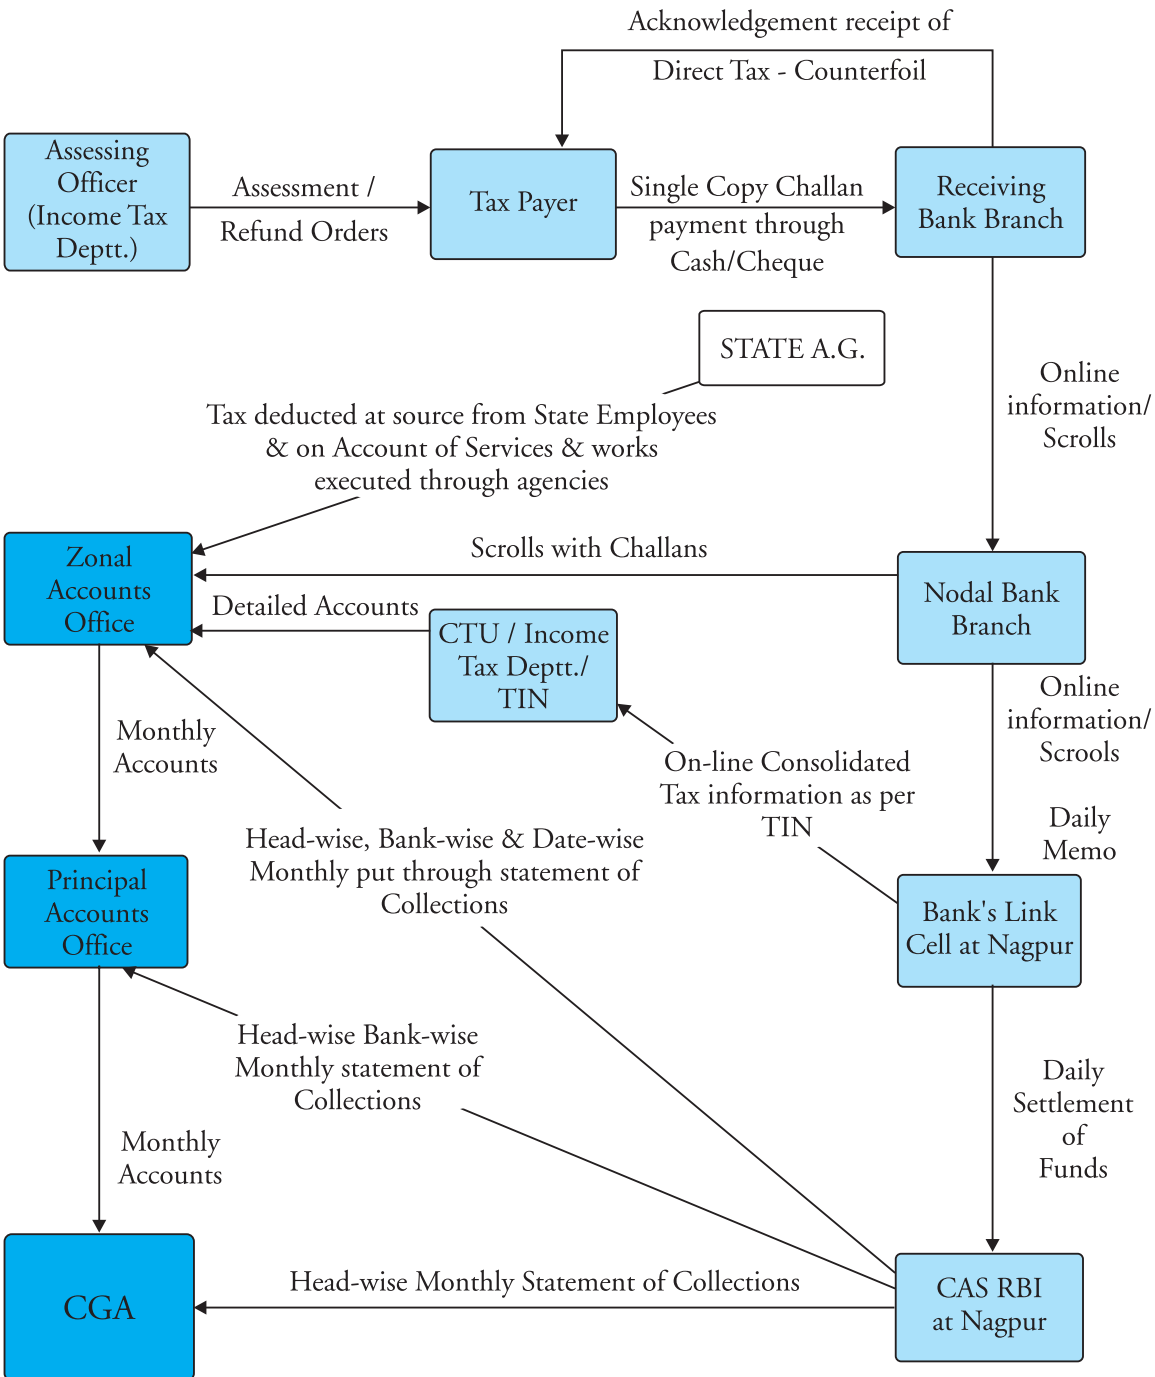 Acknowledgement receipt of
Direct Tax - Counterfoil
Assessing
Officer
(Income Tax
Deptt.)
Assessment /
Refund Orders
Tax Payer
Single Copy Challan
payment through
Cash/Cheque
Receiving
Bank Branch
STATE A.G.
Online
information/
Scrolls
Tax deducted at source from State Employees
& on Account of Services & works
executed through agencies
Zonal
Accounts
Office
Scrolls with Challans
Nodal Bank
Branch
Detailed Accounts
CTU / Income
Tax Deptt./
TIN
Online
information/
Scrools
Monthly
Accounts
On-line Consolidated
Tax information as per
TIN
Daily
Memo
Head-wise, Bank-wise & Date-wise
Monthly put through statement of
Collections
Principal
Accounts
Office
Bank's Link
Cell at Nagpur
Head-wise Bank-wise
Monthly statement of
Collections
Daily
Settlement
of
Funds
Monthly
Accounts
CGA
Head-wise Monthly Statement of Collections
CAS RBI
at Nagpur